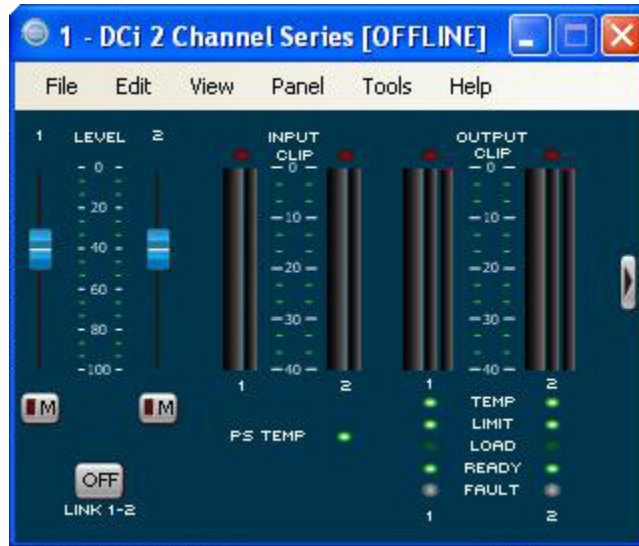 1 - DCi 2 Channel Series [OFFLINE]
File Edit View Panel Tools Help
1 LEVEL 2 INPUT OUTPUT
CLIP CLIP
- 0 - - 0 - - 0 -
- 20 - -10- -10-
- 40 - -20- -20-
- 60 - -30- -30-
- 80 -
-100- -40- -40-
1 2 1 2
M M TEMP
PS TEMP LIMIT
LOAD
OFF READY
LINK 1-2 FAULT
1 2